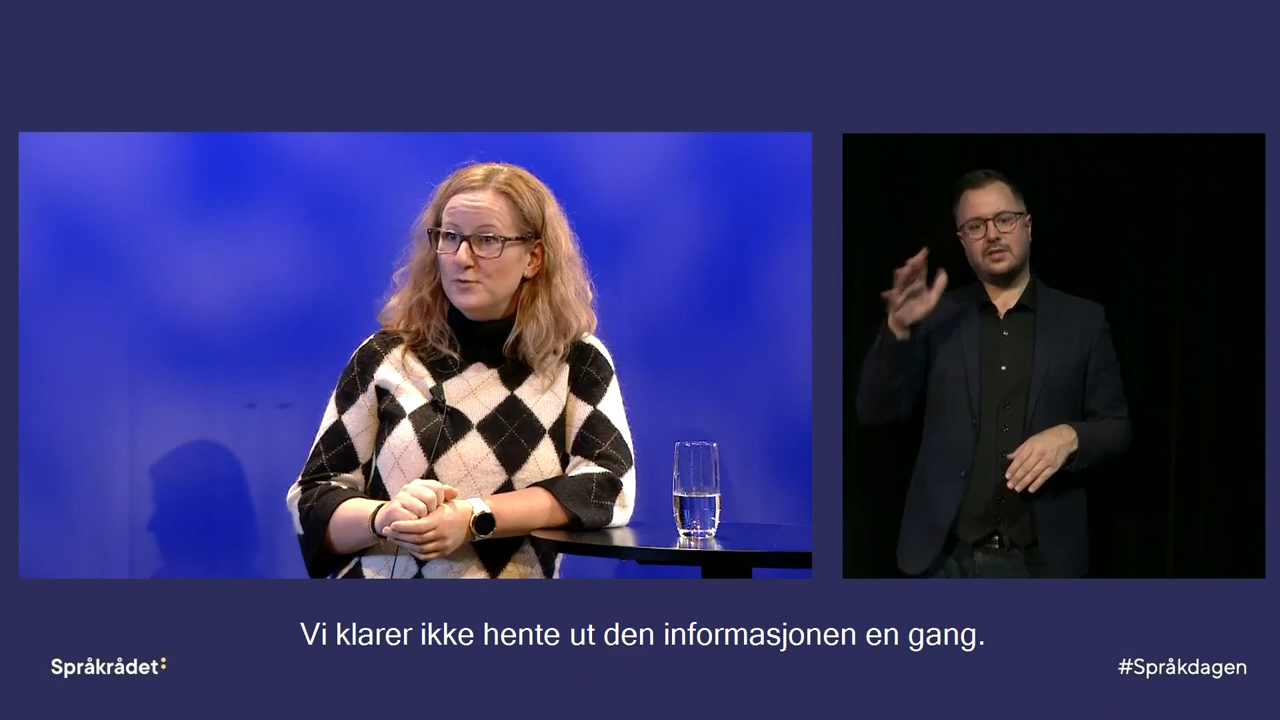 Vi klarer ikke hente ut den informasjonen en gang.
Språkrådet:
#Språkdagen